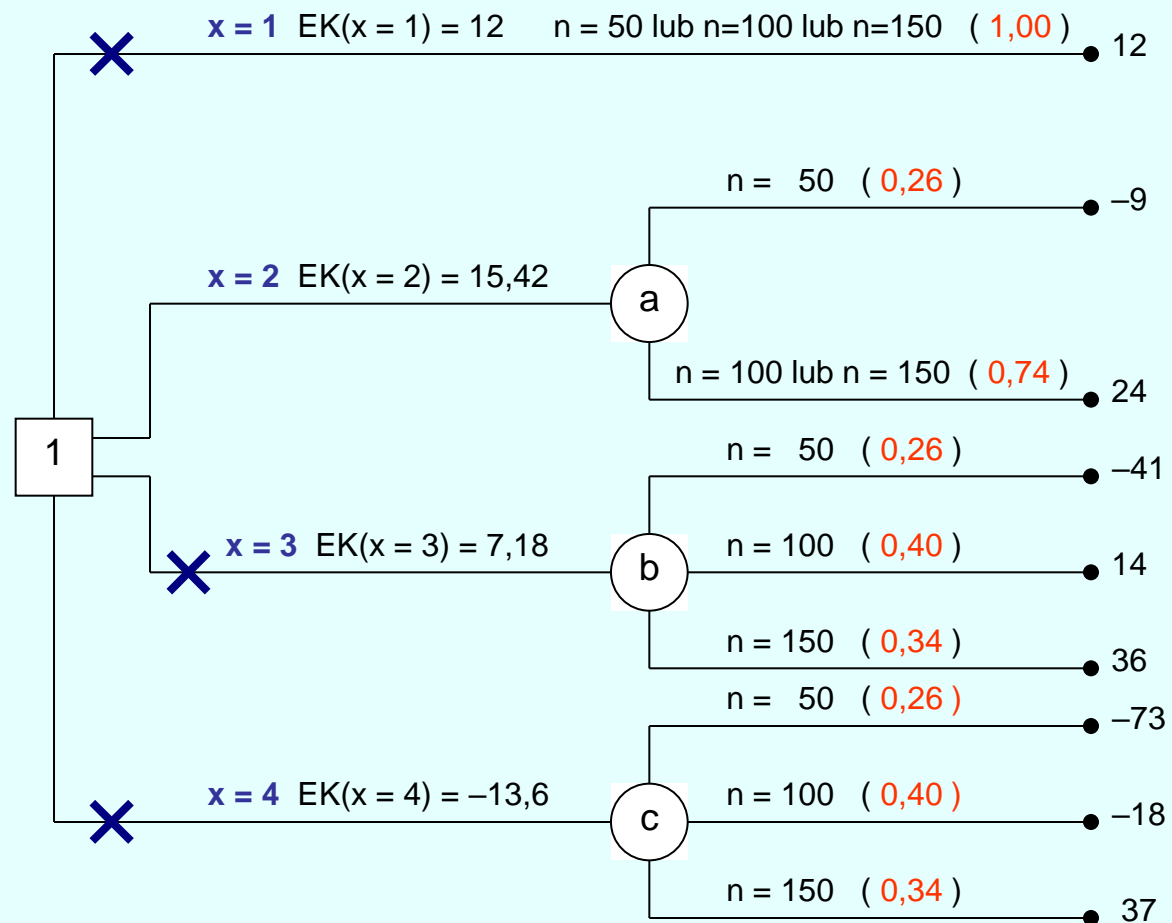 x = 1 EK(x = 1) = 12 n = 50 lub n=100 lub n=150 ( 1,00 ) 12
n = 50 ( 0,26 ) –9
x = 2 EK(x = 2) = 15,42
a
n = 100 lub n = 150 ( 0,74 ) 24
1
n = 50 ( 0,26 ) –41
x = 3 EK(x = 3) = 7,18
b
n = 100 ( 0,40 ) 14
n = 150 ( 0,34 ) 36
n = 50 ( 0,26 ) –73
x = 4 EK(x = 4) = –13,6
c
n = 100 ( 0,40 ) –18
n = 150 ( 0,34 ) 37